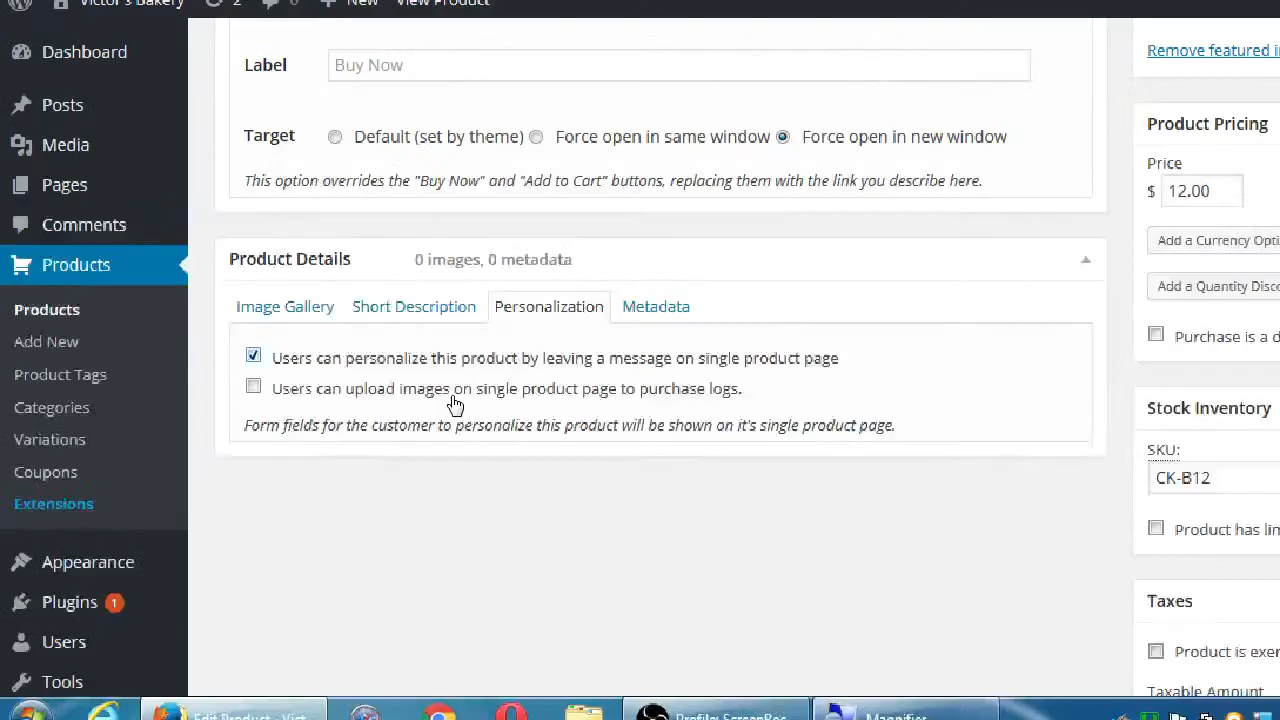 Victor's Bakery 2 0 New View Product
Dashboard
Posts
Media
Pages
Comments
Products
Products
Add New
Product Tags
Categories
Variations
Coupons
Extensions
Appearance
Plugins 1
Users
Tools
Label Buy Now
Target Default (set by theme) Force open in same window Force open in new window
This option overrides the "Buy Now" and "Add to Cart" buttons, replacing them with the link you describe here.
Product Details 0 images, 0 metadata
Image Gallery Short Description Personalization Metadata
Users can personalize this product by leaving a message on single product page
Users can upload images on single product page to purchase logs.
Form fields for the customer to personalize this product will be shown on it's single product page.
Remove featured i
Product Pricing
Price
$ 12.00
Add a Currency Opti
Add a Quantity Disco
Purchase is a d
Stock Inventory
SKU:
CK-B12
Product has lim
Taxes
Product is exer
Taxable Amount
Edit Product - Vict Profile: ScreenRec Magnifier